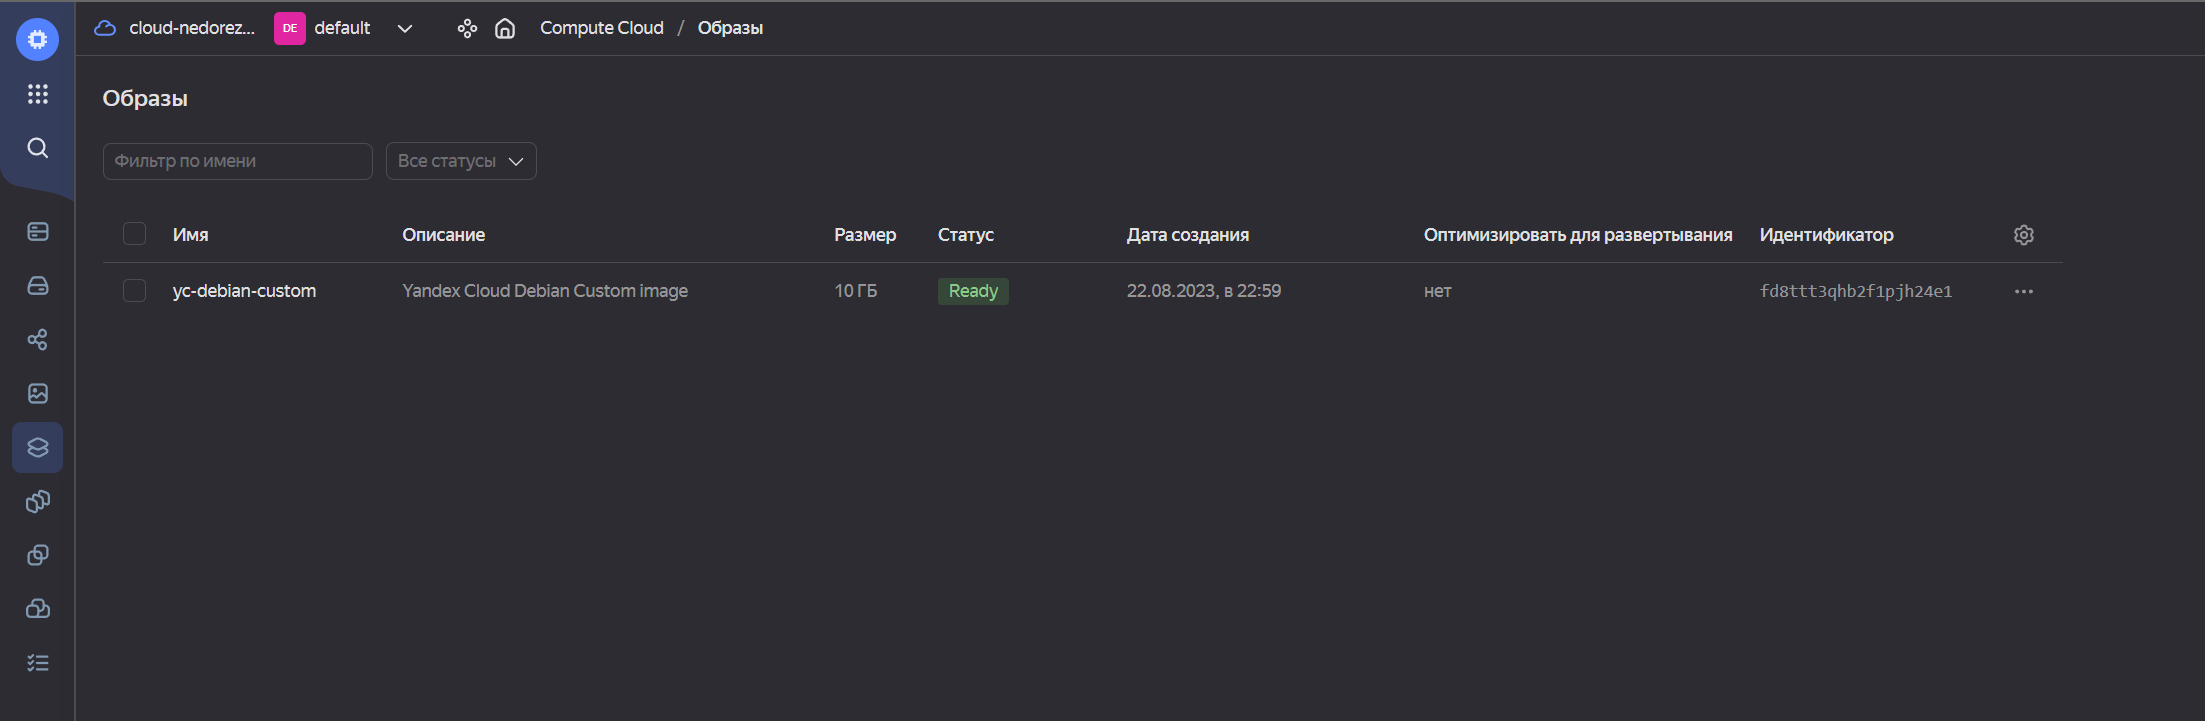 cloud-nedorez... DE default Compute Cloud / Образы
Образы
Фильтр по имени Все статусы
Имя Описание Размер Статус Дата создания Оптимизировать для развертывания Идентификатор
yc-debian-custom Yandex Cloud Debian Custom image 10 ГБ Ready 22.08.2023, в 22:59 нет fd8ttt3qhb2f1pjh24e1